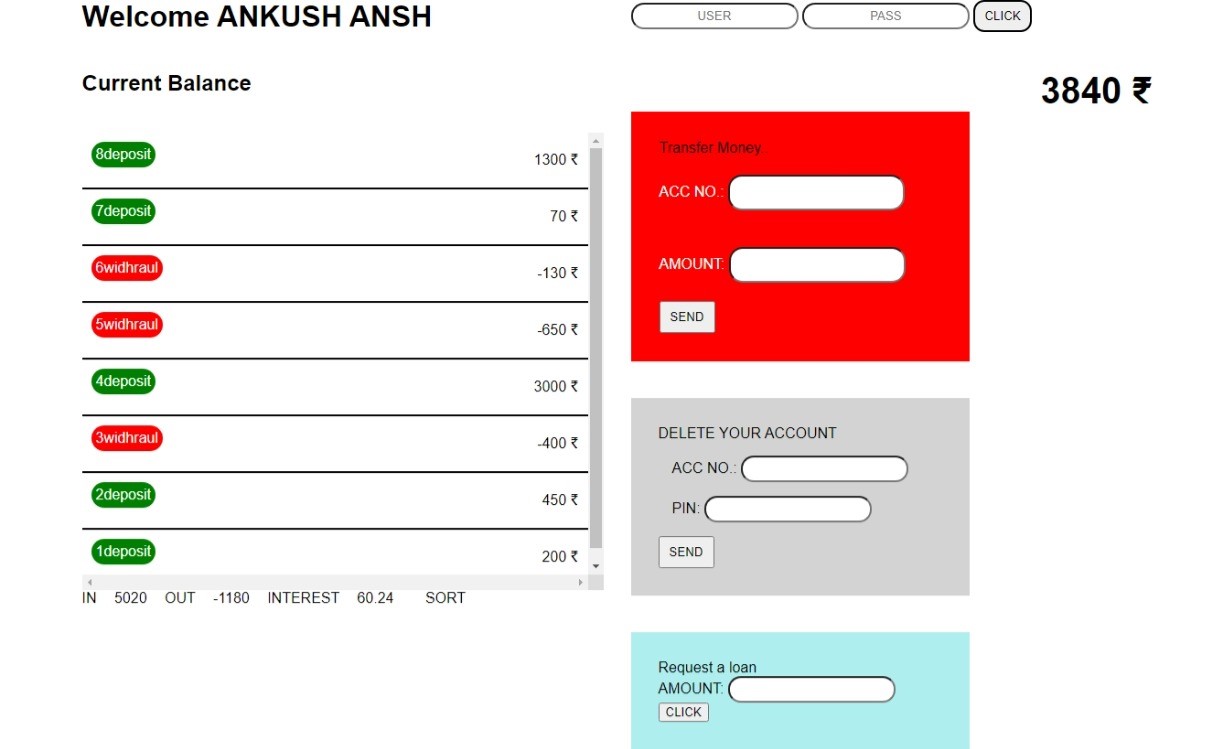 Welcome ANKUSH ANSH
USER PASS CLICK
Current Balance
3840 ₹
8deposit 1300 ₹
7deposit 70 ₹
6widhraul -130 ₹
5widhraul -650 ₹
4deposit 3000 ₹
3widhraul -400 ₹
2deposit 450 ₹
1deposit 200 ₹
IN 5020 OUT -1180 INTEREST 60.24 SORT
Transfer Money.
ACC NO.:
AMOUNT:
SEND
DELETE YOUR ACCOUNT
ACC NO.:
PIN:
SEND
Request a loan
AMOUNT:
CLICK